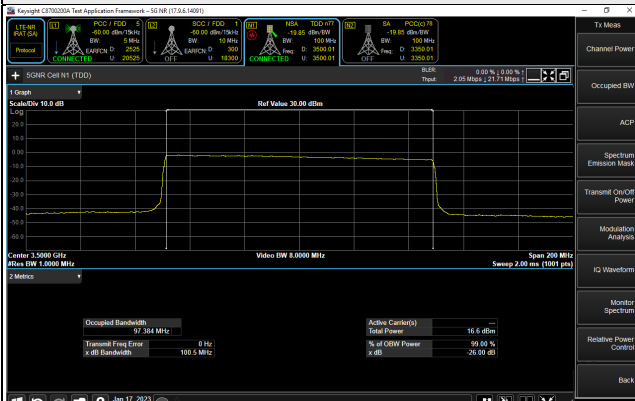 Keysight C8700200A Test Application Framework – 5G NR (17.9.6.14091)
LTE-NR
IRAT (SA)
Protocol
L1
PCC / FDD 5
-60.00 dBm/15kHz
BW: 5 MHz
EARFCN D: 2525
CONNECTED U: 20525
L2
SCC / FDD 1
-60.00 dBm/15kHz
BW: 10 MHz
EARFCN D: 300
OFF U: 18300
N1
NSA TDD n77
-19.85 dBm/BW
BW: 100 MHz
Freq: D: 3500.01
CONNECTED U: 3500.01
N2
SA PCC(c) 78
-19.85 dBm/BW
BW: 100 MHz
Freq: D: 3350.01
OFF U: 3350.01
Tx Meas
+ 5GNR Cell N1 (TDD)
BLER: 0.00 % ↓ 0.00 % ↑
Thput: 2.05 Mbps ↓ 21.71 Mbps ↑
1 Graph
Scale/Div 10.0 dB
Ref Value 30.00 dBm
Log
20.0
10.0
0.00
-10.0
-20.0
-30.0
-40.0
-50.0
-60.0
Center 3.5000 GHz
Video BW 8.0000 MHz
Span 200 MHz
#Res BW 1.0000 MHz
Sweep 2.00 ms (1001 pts)
2 Metrics
Occupied Bandwidth
97.384 MHz
Transmit Freq Error 0 Hz
x dB Bandwidth 100.5 MHz
Active Carrier(s) ---
Total Power 16.6 dBm
% of OBW Power 99.00 %
x dB -26.00 dB
Channel Power
Occupied BW
ACP
Spectrum
Emission Mask
Transmit On/Off
Power
Modulation
Analysis
IQ Waveform
Monitor
Spectrum
Relative Power
Control
Back
Jan 17, 2023